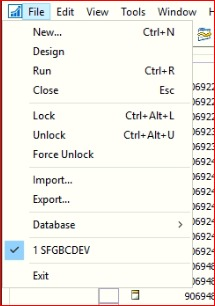 File Edit View Tools Window H
New... Ctrl+N
Design
Run Ctrl+R
Close Esc
Lock Ctrl+Alt+L
Unlock Ctrl+Alt+U
Force Unlock
Import...
Export...
Database >
1 SFGBCDEV
Exit
906948